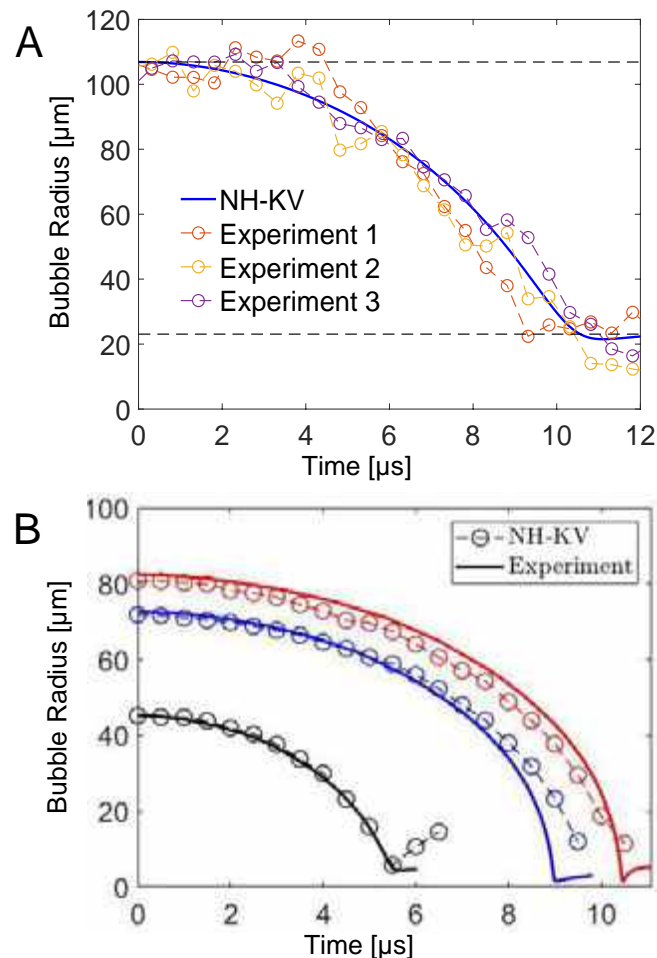 A
120
100
80
60
40
20
0
Bubble Radius [µm]
NH-KV
Experiment 1
Experiment 2
Experiment 3
0 2 4 6 8 10 12
Time [µs]
B
100
80
60
40
20
0
Bubble Radius [µm]
NH-KV
Experiment
0 2 4 6 8 10
Time [µs]